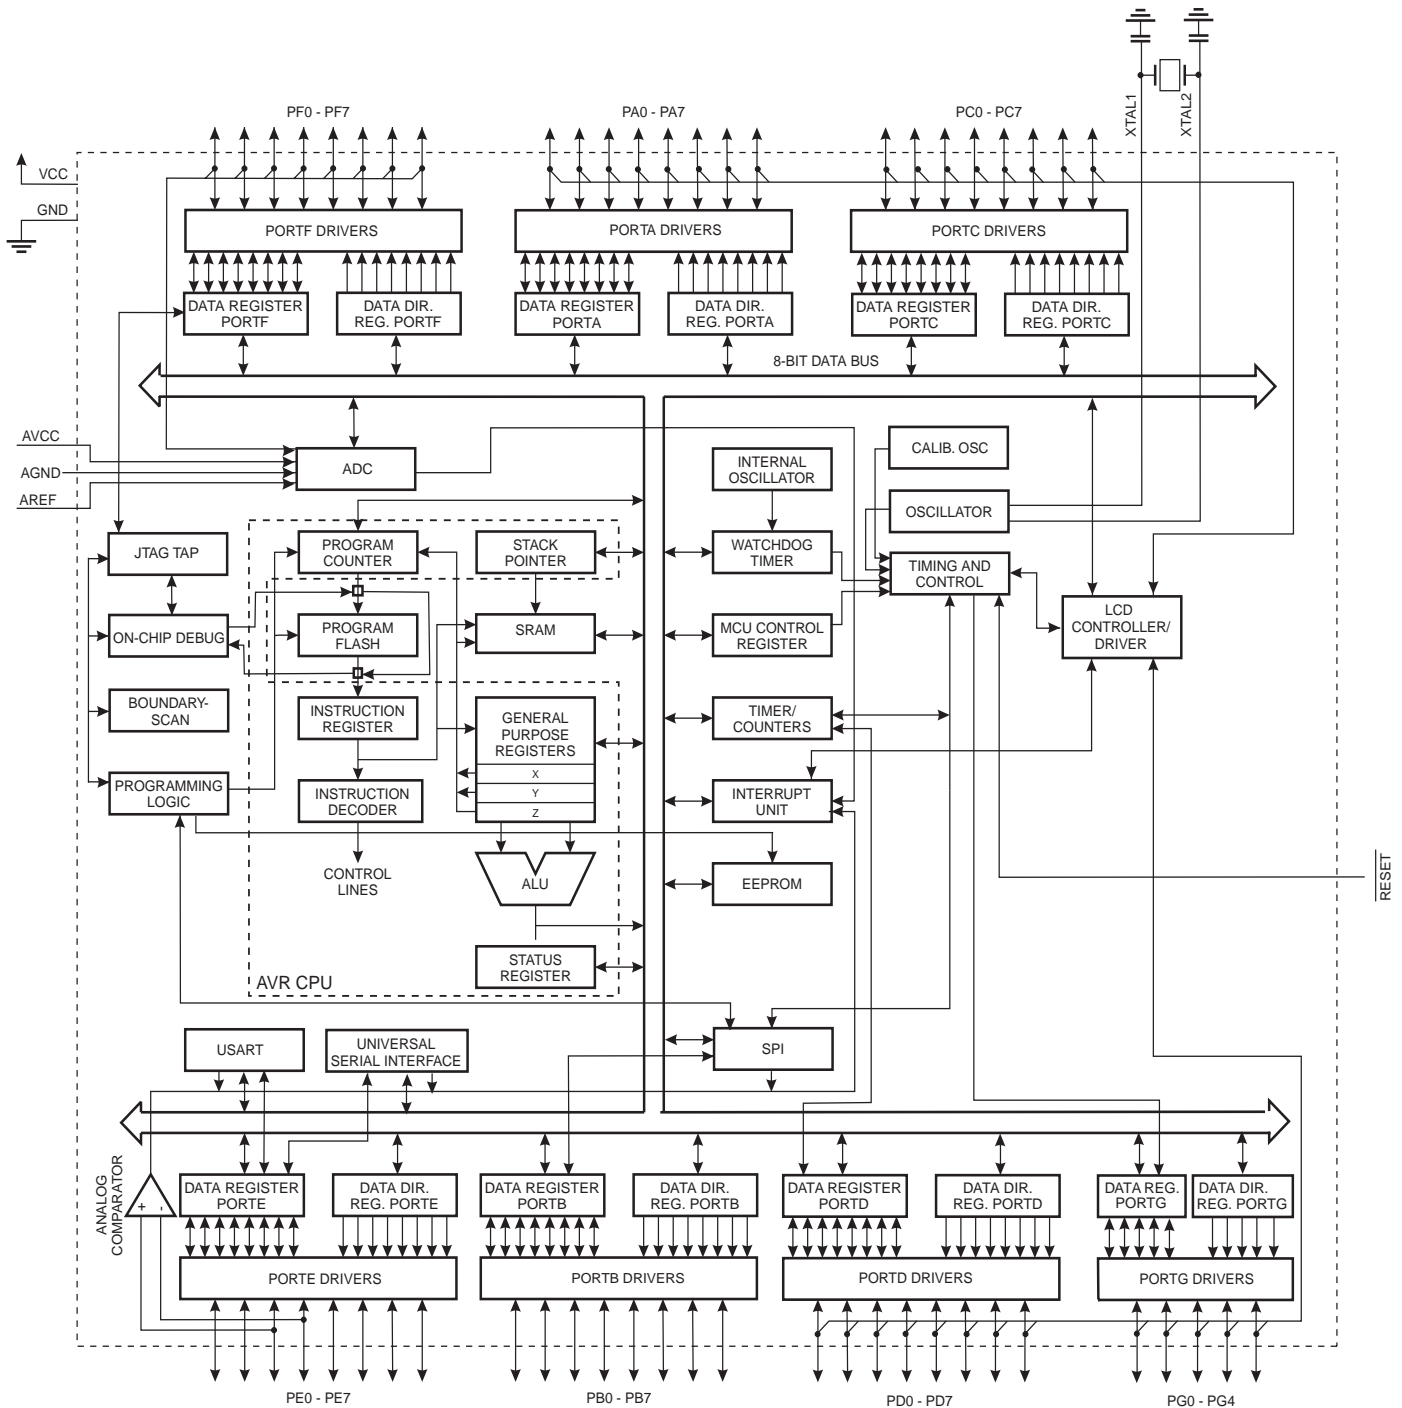 XTAL1
XTAL2
PF0 - PF7
PA0 - PA7
PC0 - PC7
VCC
GND
PORTF DRIVERS
PORTA DRIVERS
PORTC DRIVERS
DATA REGISTER
PORTF
DATA DIR.
REG. PORTF
DATA REGISTER
PORTA
DATA DIR.
REG. PORTA
DATA REGISTER
PORTC
DATA DIR.
REG. PORTC
8-BIT DATA BUS
AVCC
AGND
AREF
ADC
INTERNAL
OSCILLATOR
CALIB. OSC
OSCILLATOR
JTAG TAP
PROGRAM
COUNTER
STACK
POINTER
WATCHDOG
TIMER
TIMING AND
CONTROL
ON-CHIP DEBUG
PROGRAM
FLASH
SRAM
MCU CONTROL
REGISTER
LCD
CONTROLLER/
DRIVER
BOUNDARY-
SCAN
INSTRUCTION
REGISTER
GENERAL
PURPOSE
REGISTERS
X
Y
Z
TIMER/
COUNTERS
PROGRAMMING
LOGIC
INSTRUCTION
DECODER
INTERRUPT
UNIT
CONTROL
LINES
ALU
EEPROM
RESET
STATUS
REGISTER
AVR CPU
USART
UNIVERSAL
SERIAL INTERFACE
SPI
ANALOG
COMPARATOR
+
-
DATA REGISTER
PORTE
DATA DIR.
REG. PORTE
DATA REGISTER
PORTB
DATA DIR.
REG. PORTB
DATA REGISTER
PORTD
DATA DIR.
REG. PORTD
DATA REG.
PORTG
DATA DIR.
REG. PORTG
PORTE DRIVERS
PORTB DRIVERS
PORTD DRIVERS
PORTG DRIVERS
PE0 - PE7
PB0 - PB7
PD0 - PD7
PG0 - PG4